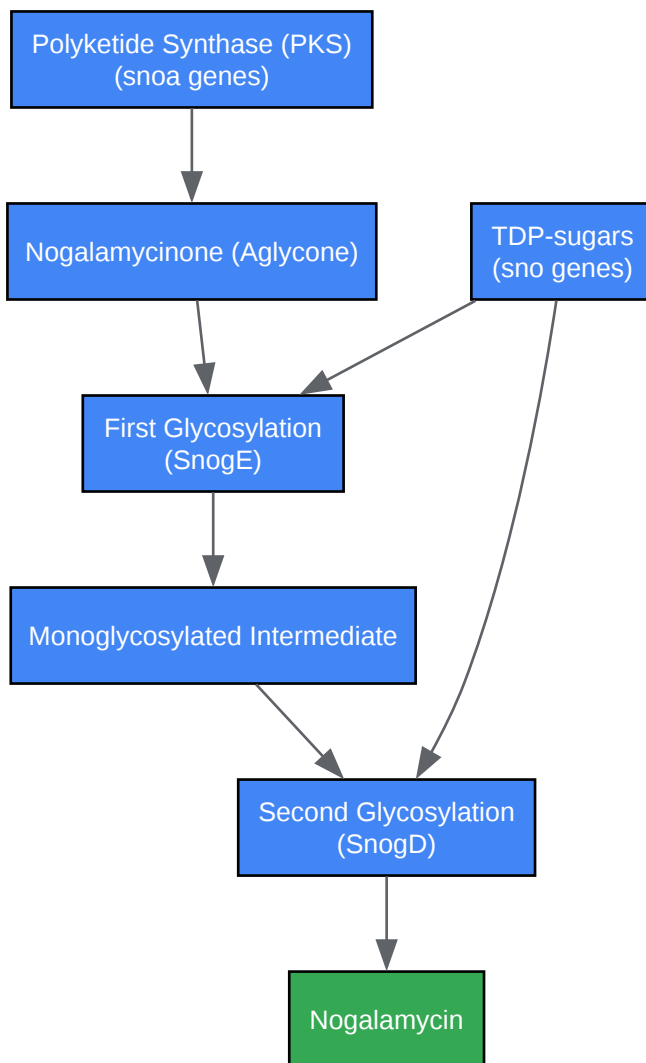 Polyketide Synthase (PKS)
(snoa genes)
Nogalamycinone (Aglycone)
TDP-sugars
(sno genes)
First Glycosylation
(SnogE)
Monoglycosylated Intermediate
Second Glycosylation
(SnogD)
Nogalamycin